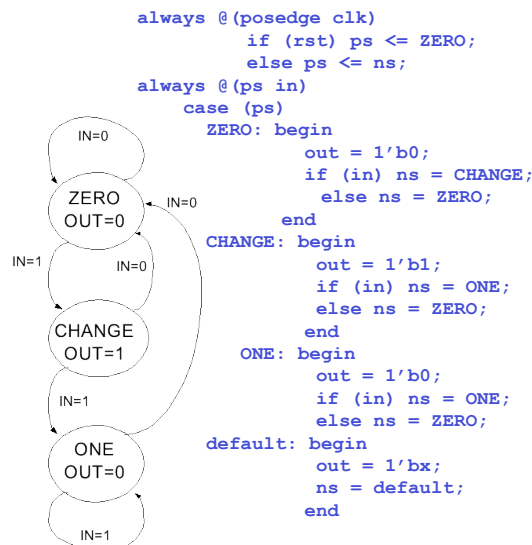 always @(posedge clk)
if (rst) ps <= ZERO;
else ps <= ns;
always @(ps in)
case (ps)
ZERO: begin
out = 1'b0;
if (in) ns = CHANGE;
else ns = ZERO;
end
CHANGE: begin
out = 1'b1;
if (in) ns = ONE;
else ns = ZERO;
end
ONE: begin
out = 1'b0;
if (in) ns = ONE;
else ns = ZERO;
default: begin
out = 1'bx;
ns = default;
end
IN=0
ZERO
OUT=0
IN=0
IN=1
IN=0
CHANGE
OUT=1
IN=1
ONE
OUT=0
IN=1